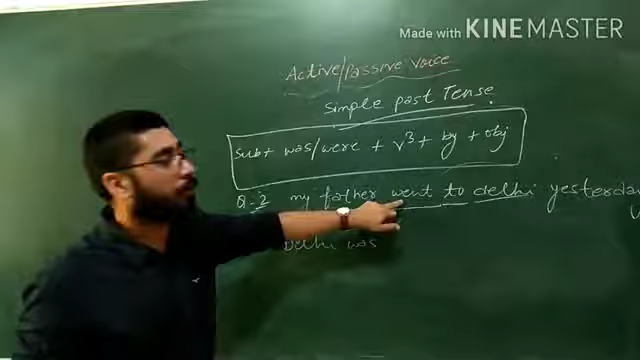 Made with KINEMASTER
Active/Passive Voice
Simple past Tense.
Sub+ was/were + v³ + by + obj
Q.2 my father went to delhi yesterday
Delhi was